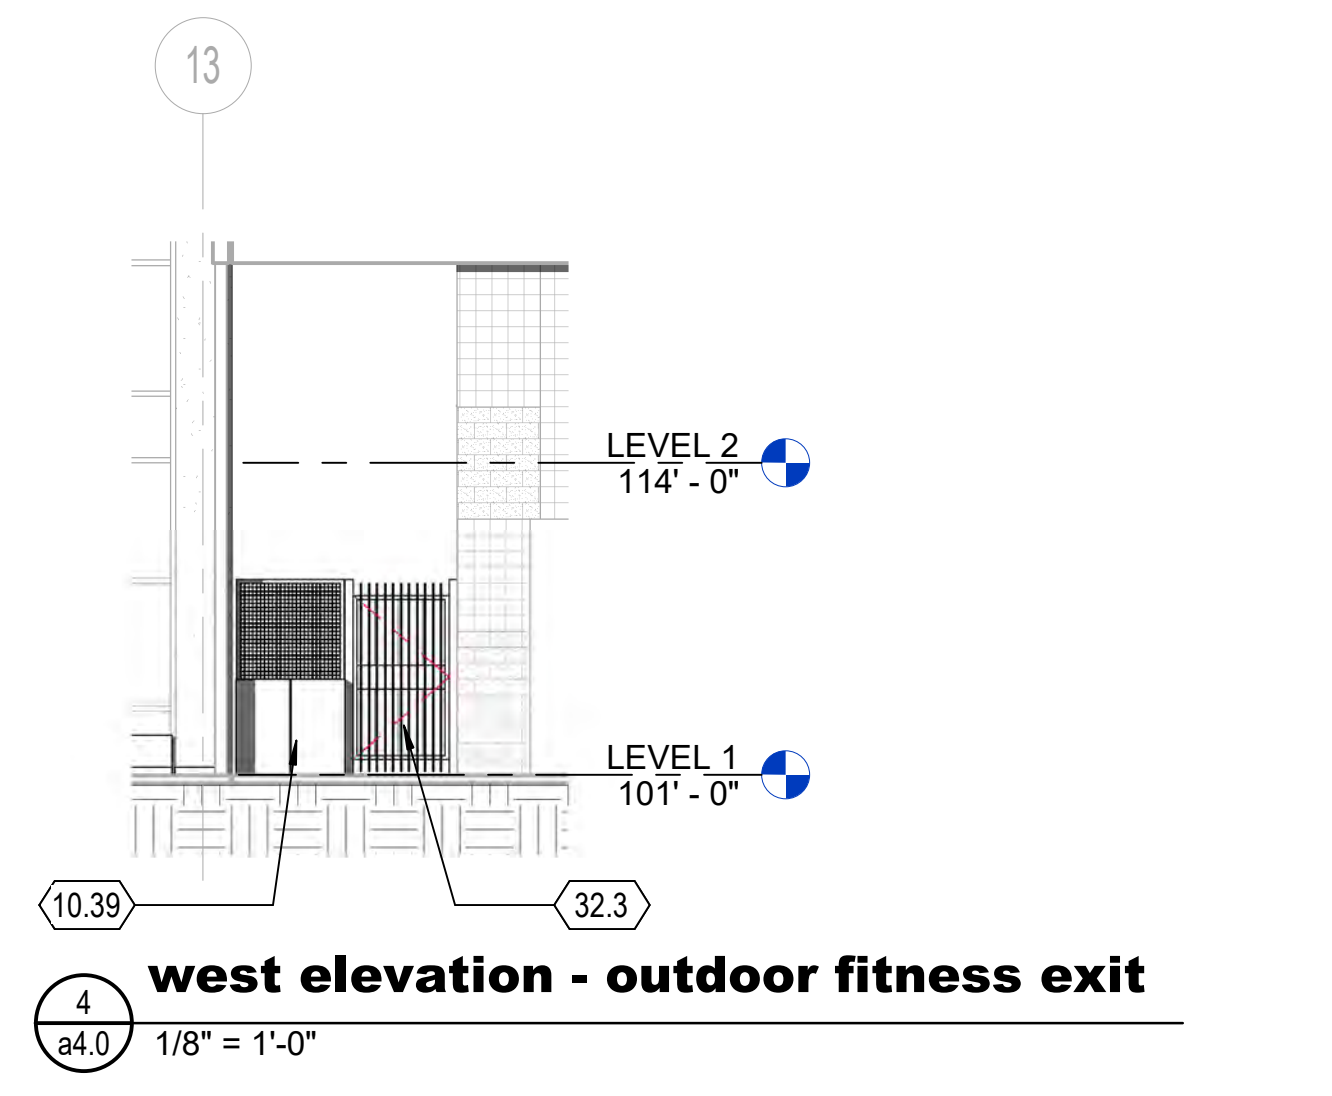 13
LEVEL 2
114' - 0"
LEVEL 1
101' - 0"
10.39
32.3
west elevation - outdoor fitness exit
4
a4.0
1/8" = 1'-0"